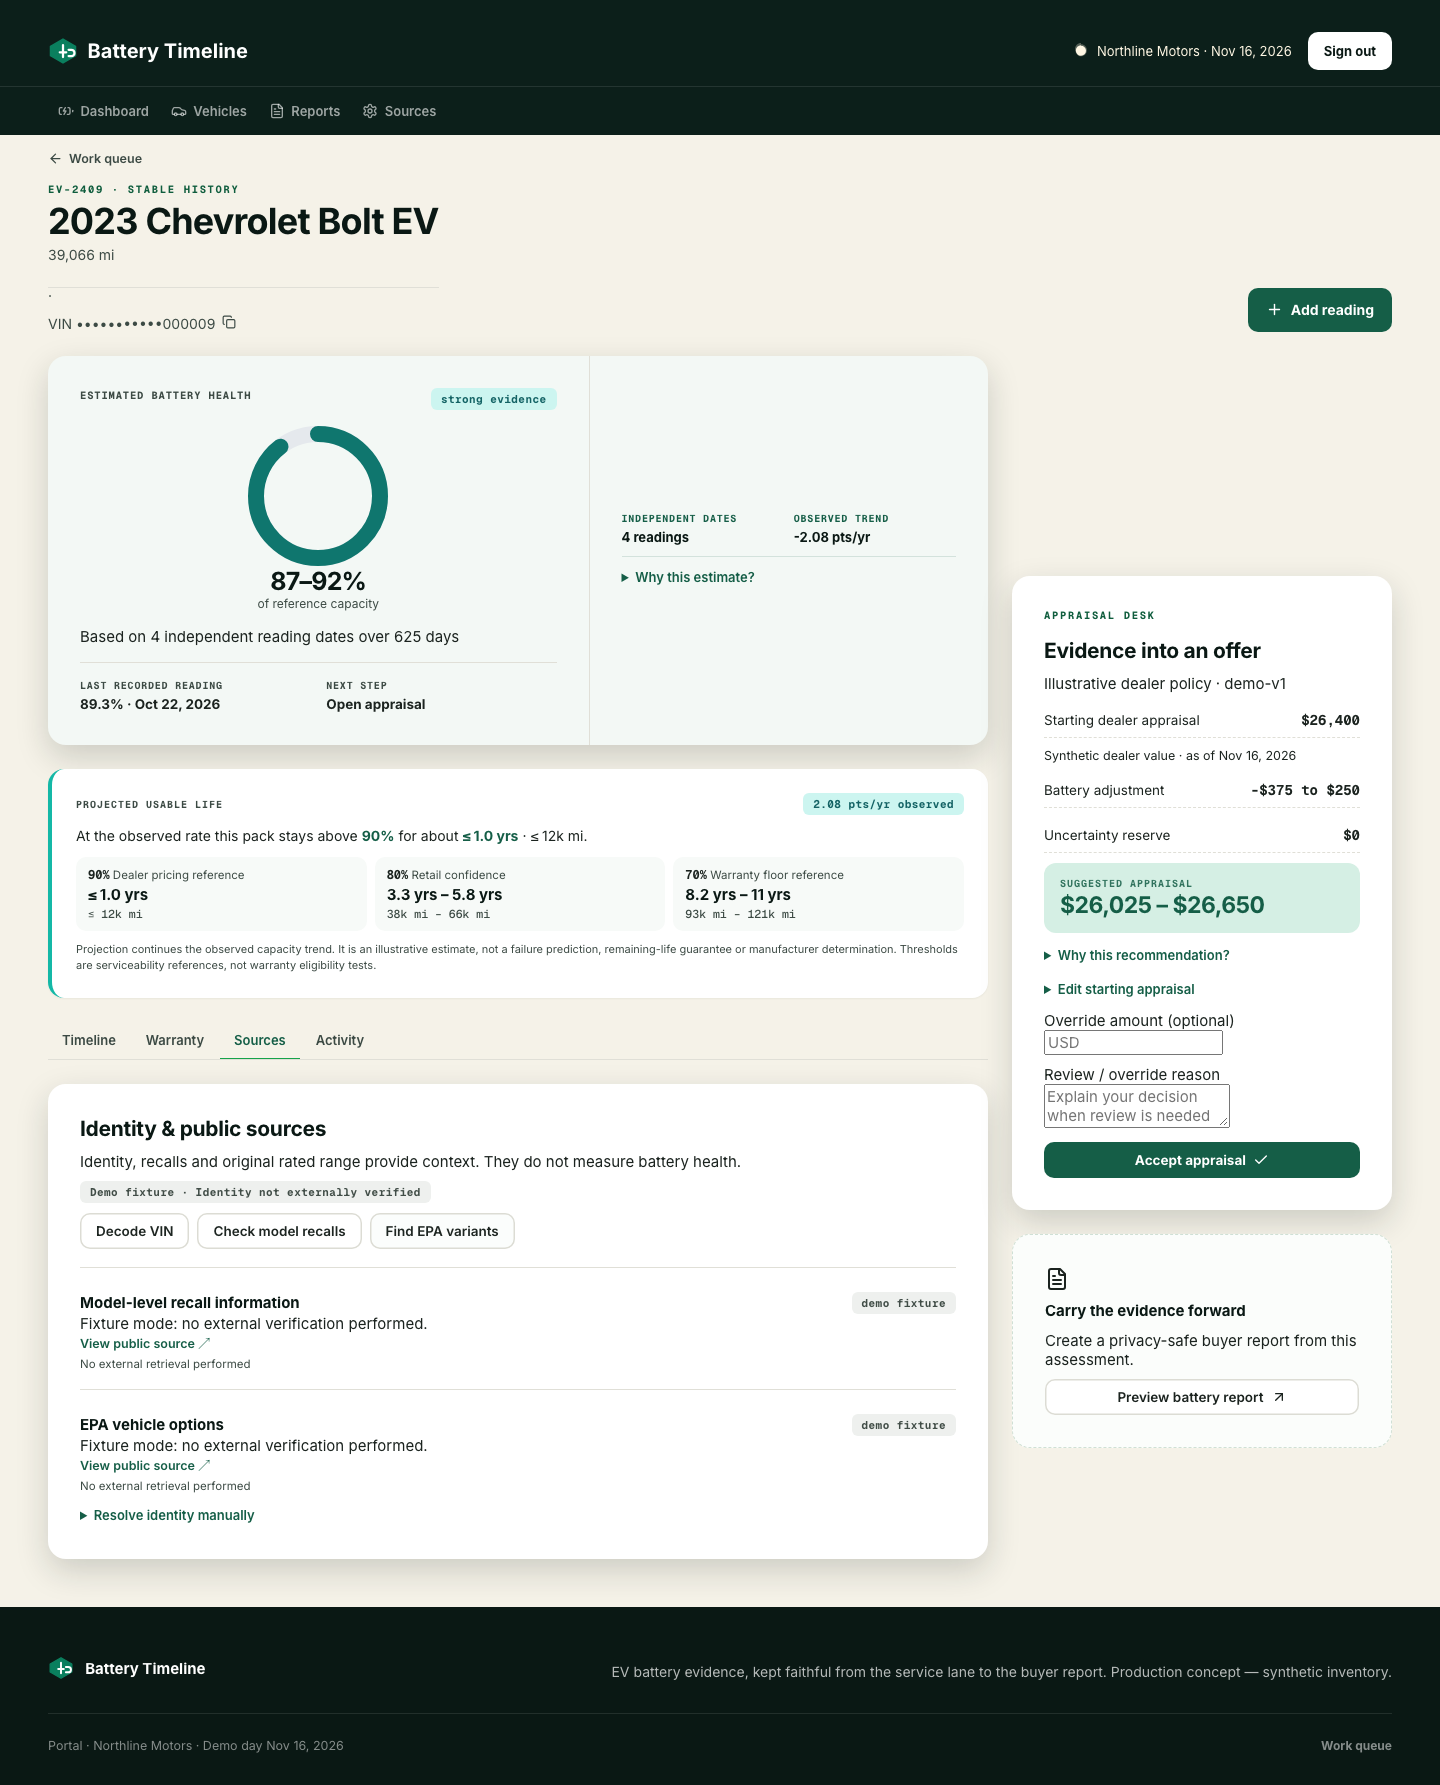 Battery Timeline
Northline Motors · Nov 16, 2026
Sign out
Dashboard
Vehicles
Reports
Sources
Work queue
EV-2409 · STABLE HISTORY
2023 Chevrolet Bolt EV
39,066 mi
·
VIN •••••••••••000009
Add reading
ESTIMATED BATTERY HEALTH
strong evidence
87–92%
of reference capacity
Based on 4 independent reading dates over 625 days
LAST RECORDED READING
89.3% · Oct 22, 2026
NEXT STEP
Open appraisal
INDEPENDENT DATES
4 readings
OBSERVED TREND
-2.08 pts/yr
Why this estimate?
PROJECTED USABLE LIFE
2.08 pts/yr observed
At the observed rate this pack stays above 90% for about ≤ 1.0 yrs · ≤ 12k mi.
90% Dealer pricing reference
≤ 1.0 yrs
≤ 12k mi
80% Retail confidence
3.3 yrs – 5.8 yrs
38k mi – 66k mi
70% Warranty floor reference
8.2 yrs – 11 yrs
93k mi – 121k mi
Projection continues the observed capacity trend. It is an illustrative estimate, not a failure prediction, remaining-life guarantee or manufacturer determination. Thresholds
are serviceability references, not warranty eligibility tests.
Timeline
Warranty
Sources
Activity
Identity & public sources
Identity, recalls and original rated range provide context. They do not measure battery health.
Demo fixture · Identity not externally verified
Decode VIN
Check model recalls
Find EPA variants
Model-level recall information
demo fixture
Fixture mode: no external verification performed.
View public source ↗
No external retrieval performed
EPA vehicle options
demo fixture
Fixture mode: no external verification performed.
View public source ↗
No external retrieval performed
Resolve identity manually
APPRAISAL DESK
Evidence into an offer
Illustrative dealer policy · demo-v1
Starting dealer appraisal
$26,400
Synthetic dealer value · as of Nov 16, 2026
Battery adjustment
-$375 to $250
Uncertainty reserve
$0
SUGGESTED APPRAISAL
$26,025 – $26,650
Why this recommendation?
Edit starting appraisal
Override amount (optional)
USD
Review / override reason
Explain your decision
when review is needed
Accept appraisal
Carry the evidence forward
Create a privacy-safe buyer report from this
assessment.
Preview battery report
Battery Timeline
EV battery evidence, kept faithful from the service lane to the buyer report. Production concept — synthetic inventory.
Portal · Northline Motors · Demo day Nov 16, 2026
Work queue